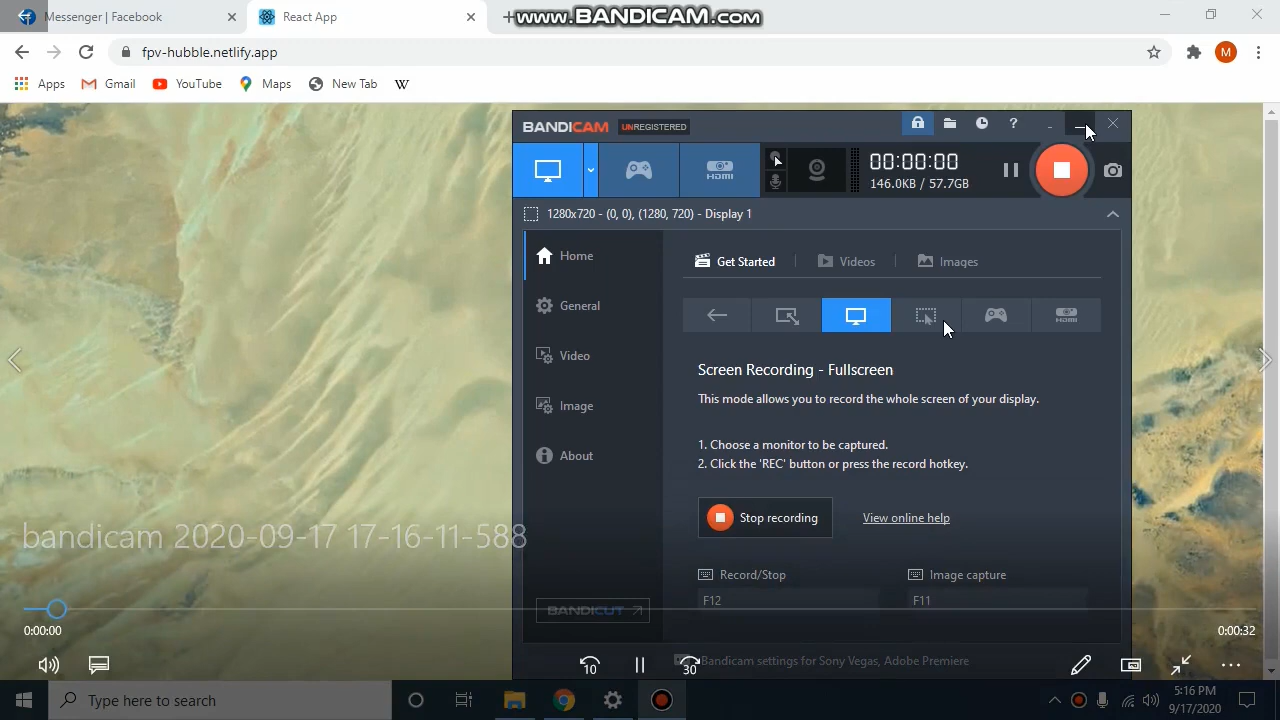 Messenger | Facebook
React App
www.BANDICAM.com
fpv-hubble.netlify.app
M
Apps
Gmail
YouTube
Maps
New Tab
W
BANDICAM
UNREGISTERED
?
HDMI
00:00:00
146.0KB / 57.7GB
1280x720 - (0, 0), (1280, 720) - Display 1
Home
General
Video
Image
About
Get Started
Videos
Images
HDMI
Screen Recording - Fullscreen
This mode allows you to record the whole screen of your display.
1. Choose a monitor to be captured.
2. Click the 'REC' button or press the record hotkey.
Stop recording
View online help
bandicam 2020-09-17 17-16-11-588
Record/Stop
Image capture
F12
F11
BANDICUT
0:00:00
0:00:32
Bandicam settings for Sony Vegas, Adobe Premiere
10
30
Type here to search
5:16 PM
9/17/2020